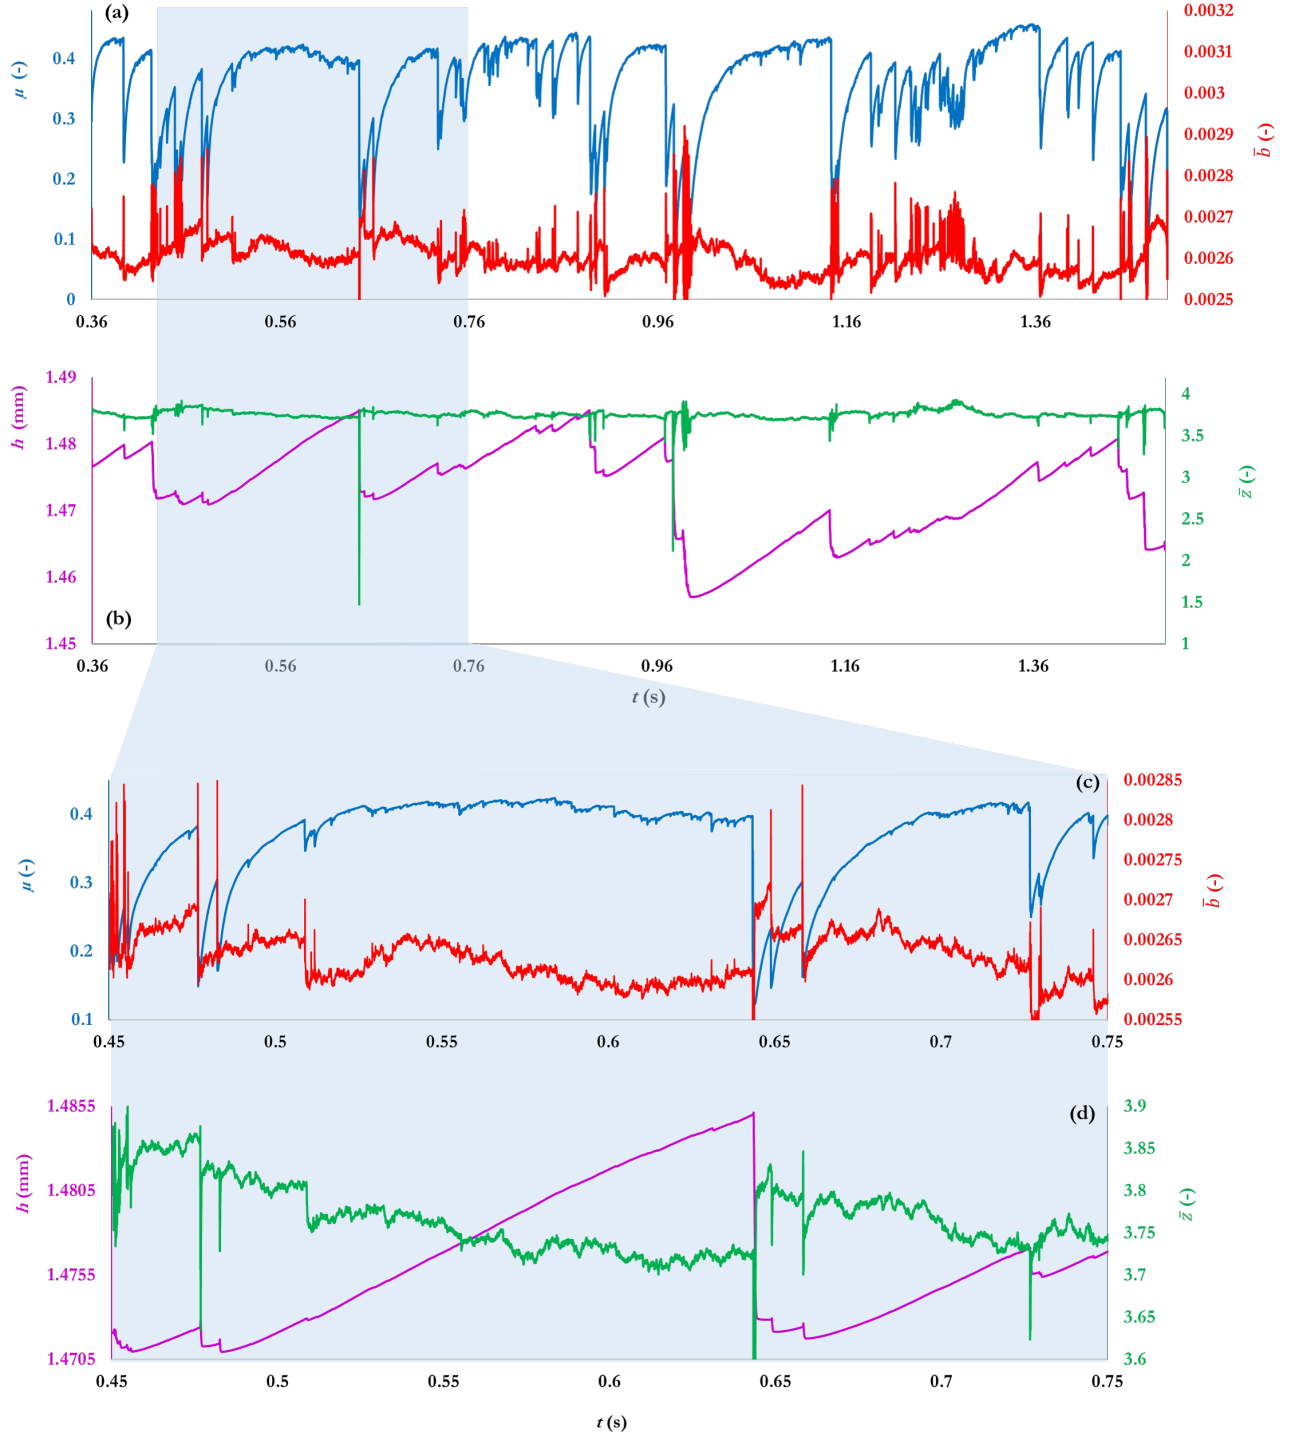 (a)
μ (-)
0.4
0.3
0.2
0.1
0
0.0032
0.0031
0.003
0.0029
0.0028
0.0027
0.0026
0.0025
b̄ (-)
0.36 0.56 0.76 0.96 1.16 1.36
h (mm)
1.49
1.48
1.47
1.46
1.45
4
3.5
3
2.5
2
1.5
1
z̄ (-)
(b)
0.36 0.56 0.76 0.96 1.16 1.36
t (s)
(c)
μ (-)
0.4
0.3
0.2
0.1
0.00285
0.0028
0.00275
0.0027
0.00265
0.0026
0.00255
b̄ (-)
0.45 0.5 0.55 0.6 0.65 0.7 0.75
(d)
h (mm)
1.4855
1.4805
1.4755
1.4705
3.9
3.85
3.8
3.75
3.7
3.65
3.6
z̄ (-)
0.45 0.5 0.55 0.6 0.65 0.7 0.75
t (s)